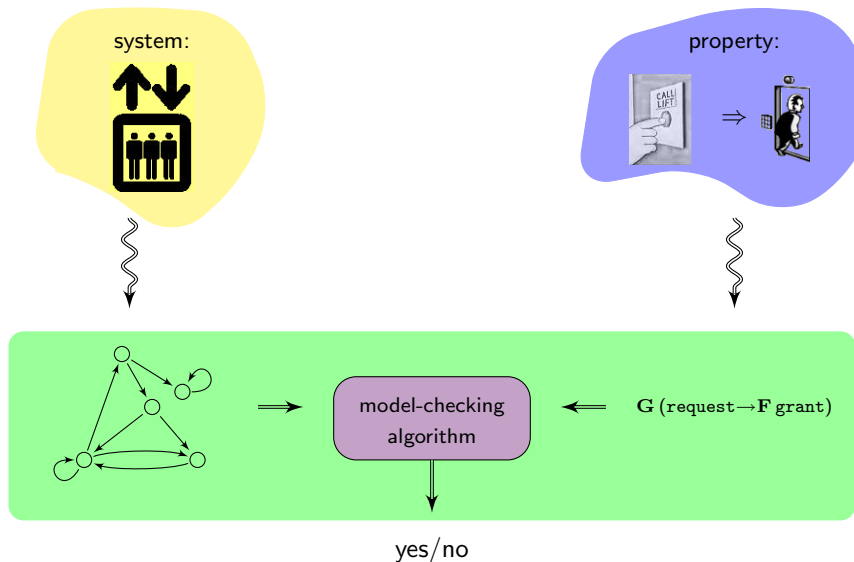 system:
property:
CALL
LIFT
⇒
model-checking
algorithm
G (request→F grant)
yes/no